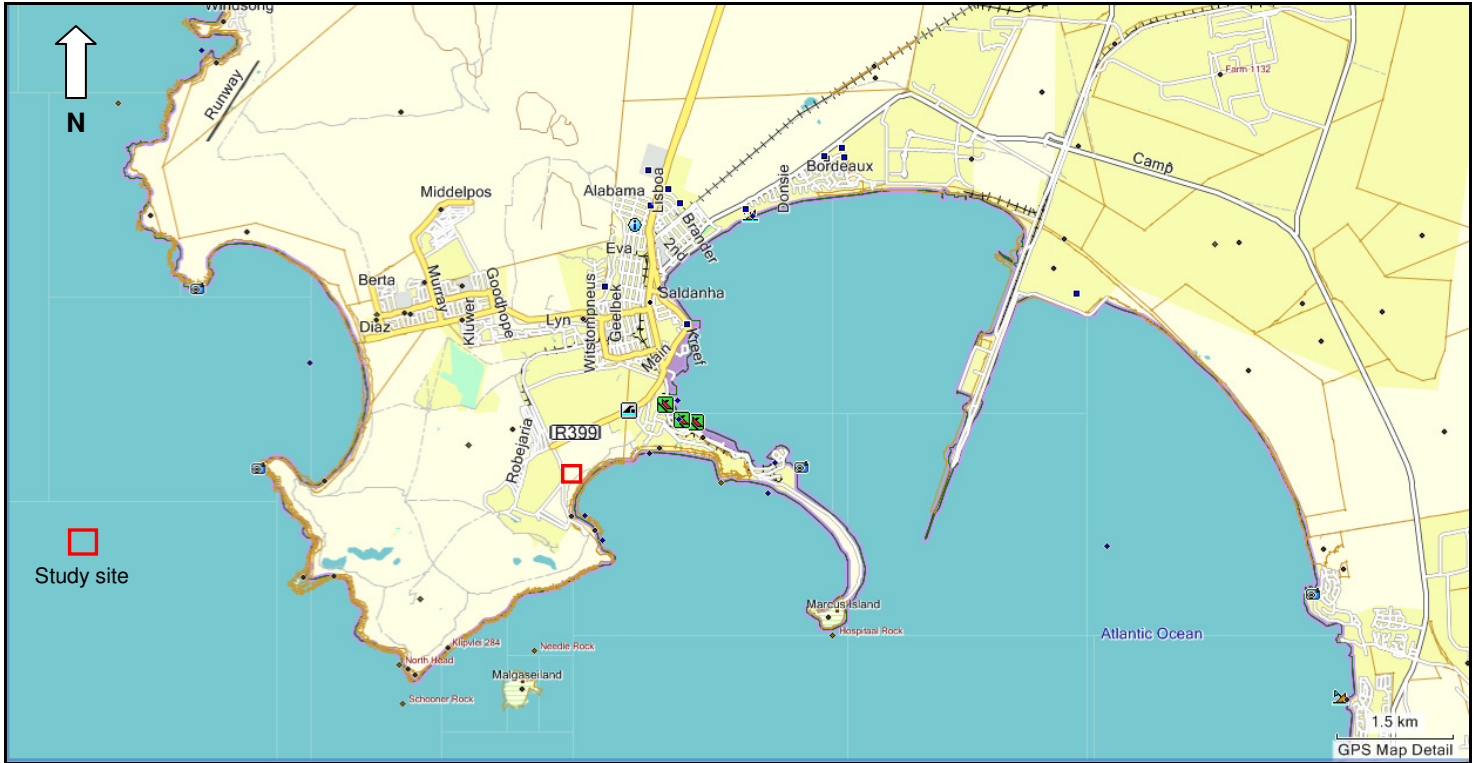 Windsong
Runway
N
Farm 1132
Camp
Bordeaux
Donsie
Middelpos
Alabama
Lisboa
Brander
2nd
Eva
Berta
Murray
Goodhope
Saldanha
Diaz
Kluwer
Lyn
Witstompneus
Geelbek
Main
Kreef
R399
Robejaria
Study site
Marcus Island
Hospitaal Rock
Atlantic Ocean
Klipvlei 284
Needle Rock
North Head
Malgaseiland
Schooner Rock
1.5 km
GPS Map Detail